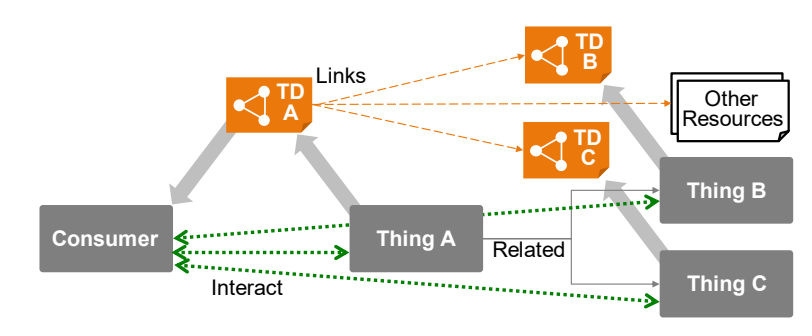 TD
B
Links
TD
A
Other
Resources
TD
C
Thing B
Consumer
Thing A
Related
Thing C
Interact